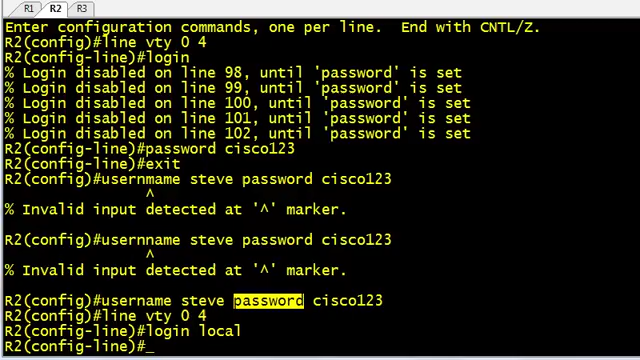 R1 R2 R3
Enter configuration commands, one per line.  End with CNTL/Z.
R2(config)#line vty 0 4
R2(config)#login
% Login disabled on line 98, until 'password' is set
% Login disabled on line 99, until 'password' is set
% Login disabled on line 100, until 'password' is set
% Login disabled on line 101, until 'password' is set
% Login disabled on line 102, until 'password' is set
R2(config-line)#password cisco123
R2(config-line)#exit
R2(config)#usernmame steve password cisco123
^
% Invalid input detected at '^' marker.
R2(config)#usernname steve password cisco123
^
% Invalid input detected at '^' marker.
R2(config)#username steve password cisco123
R2(config)#line vty 0 4
R2(config)#login local
R2(config)#_